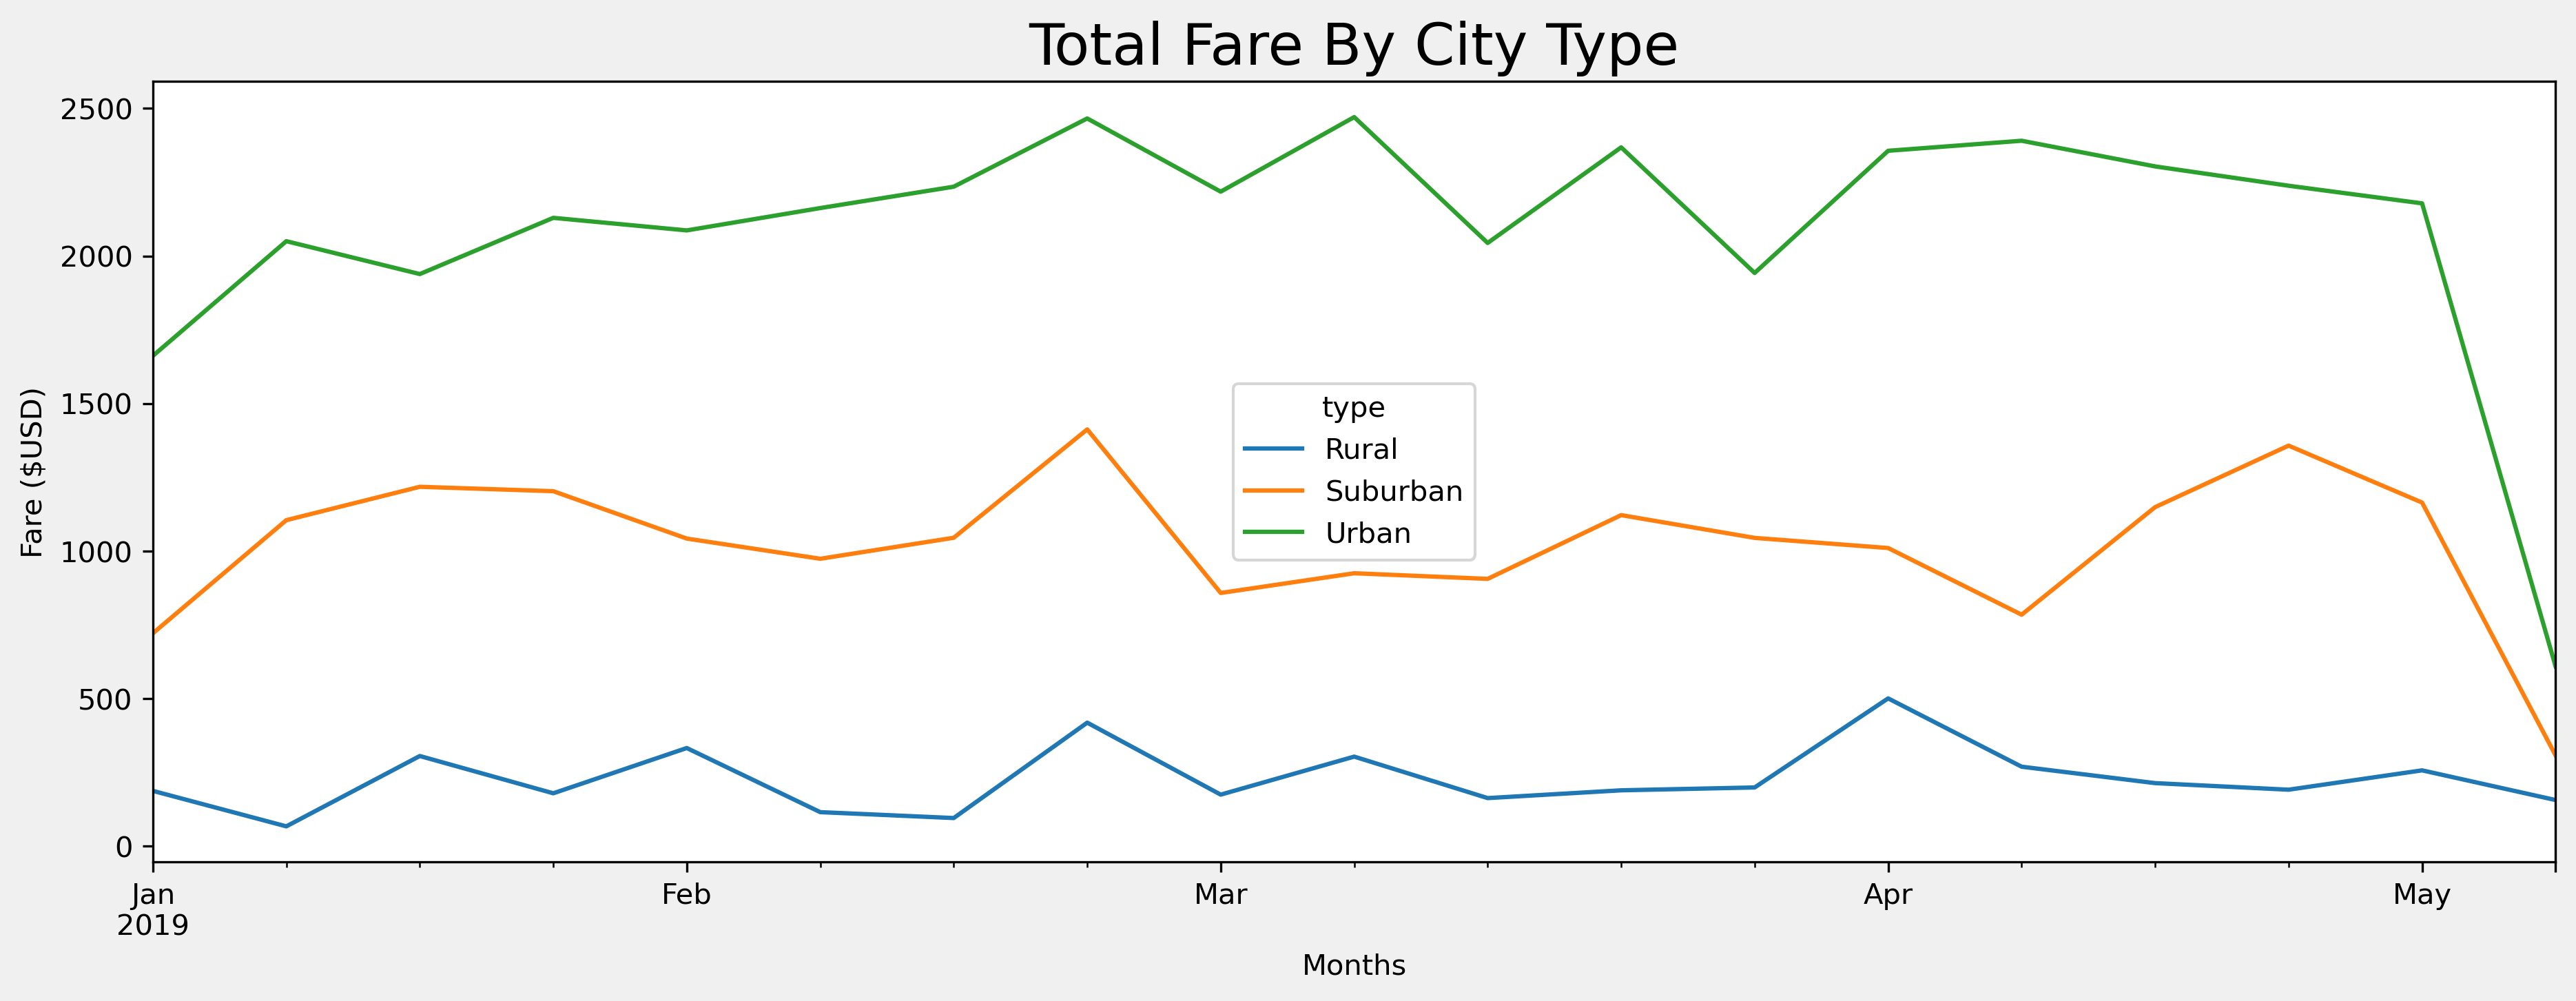 Total Fare By City Type
Fare ($USD)
2500
2000
1500
1000
500
0
type
Rural
Suburban
Urban
Jan
2019
Feb
Mar
Apr
May
Months